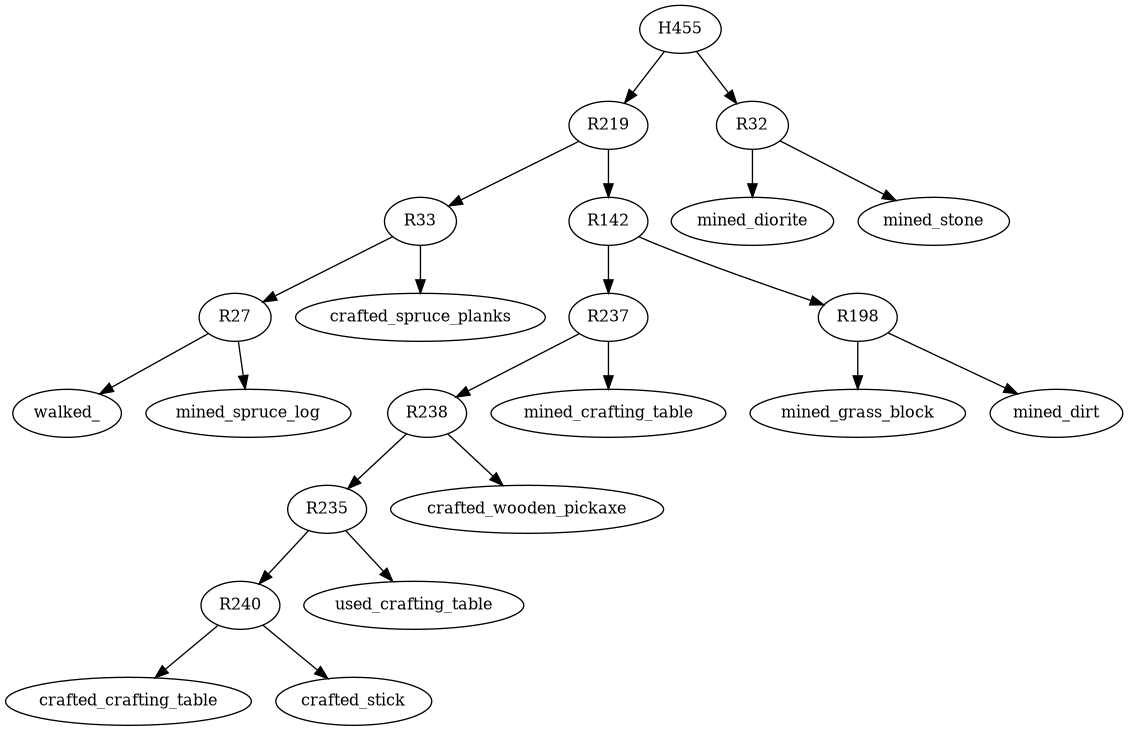 H455
R219
R32
R33
R142
mined_diorite
mined_stone
R27
crafted_spruce_planks
R237
R198
walked_
mined_spruce_log
R238
mined_crafting_table
mined_grass_block
mined_dirt
R235
crafted_wooden_pickaxe
R240
used_crafting_table
crafted_crafting_table
crafted_stick